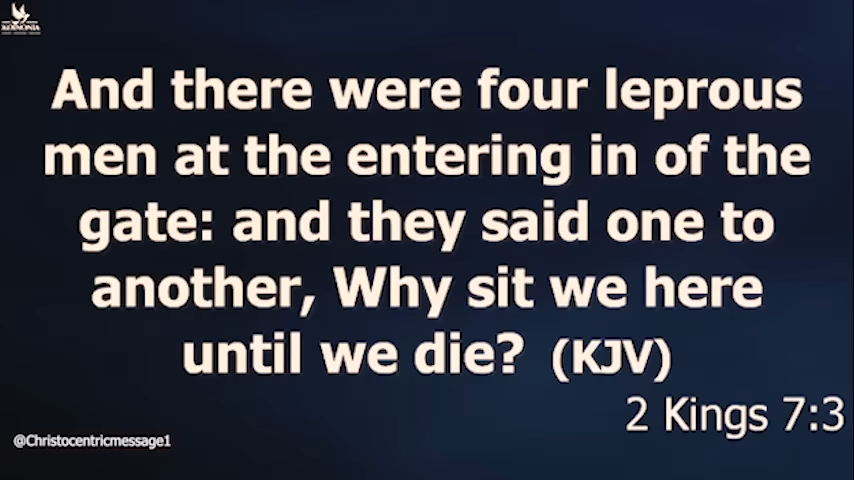 KOINONIA
And there were four leprous
men at the entering in of the
gate: and they said one to
another, Why sit we here
until we die? (KJV)
2 Kings 7:3
@Christocentricmessage1